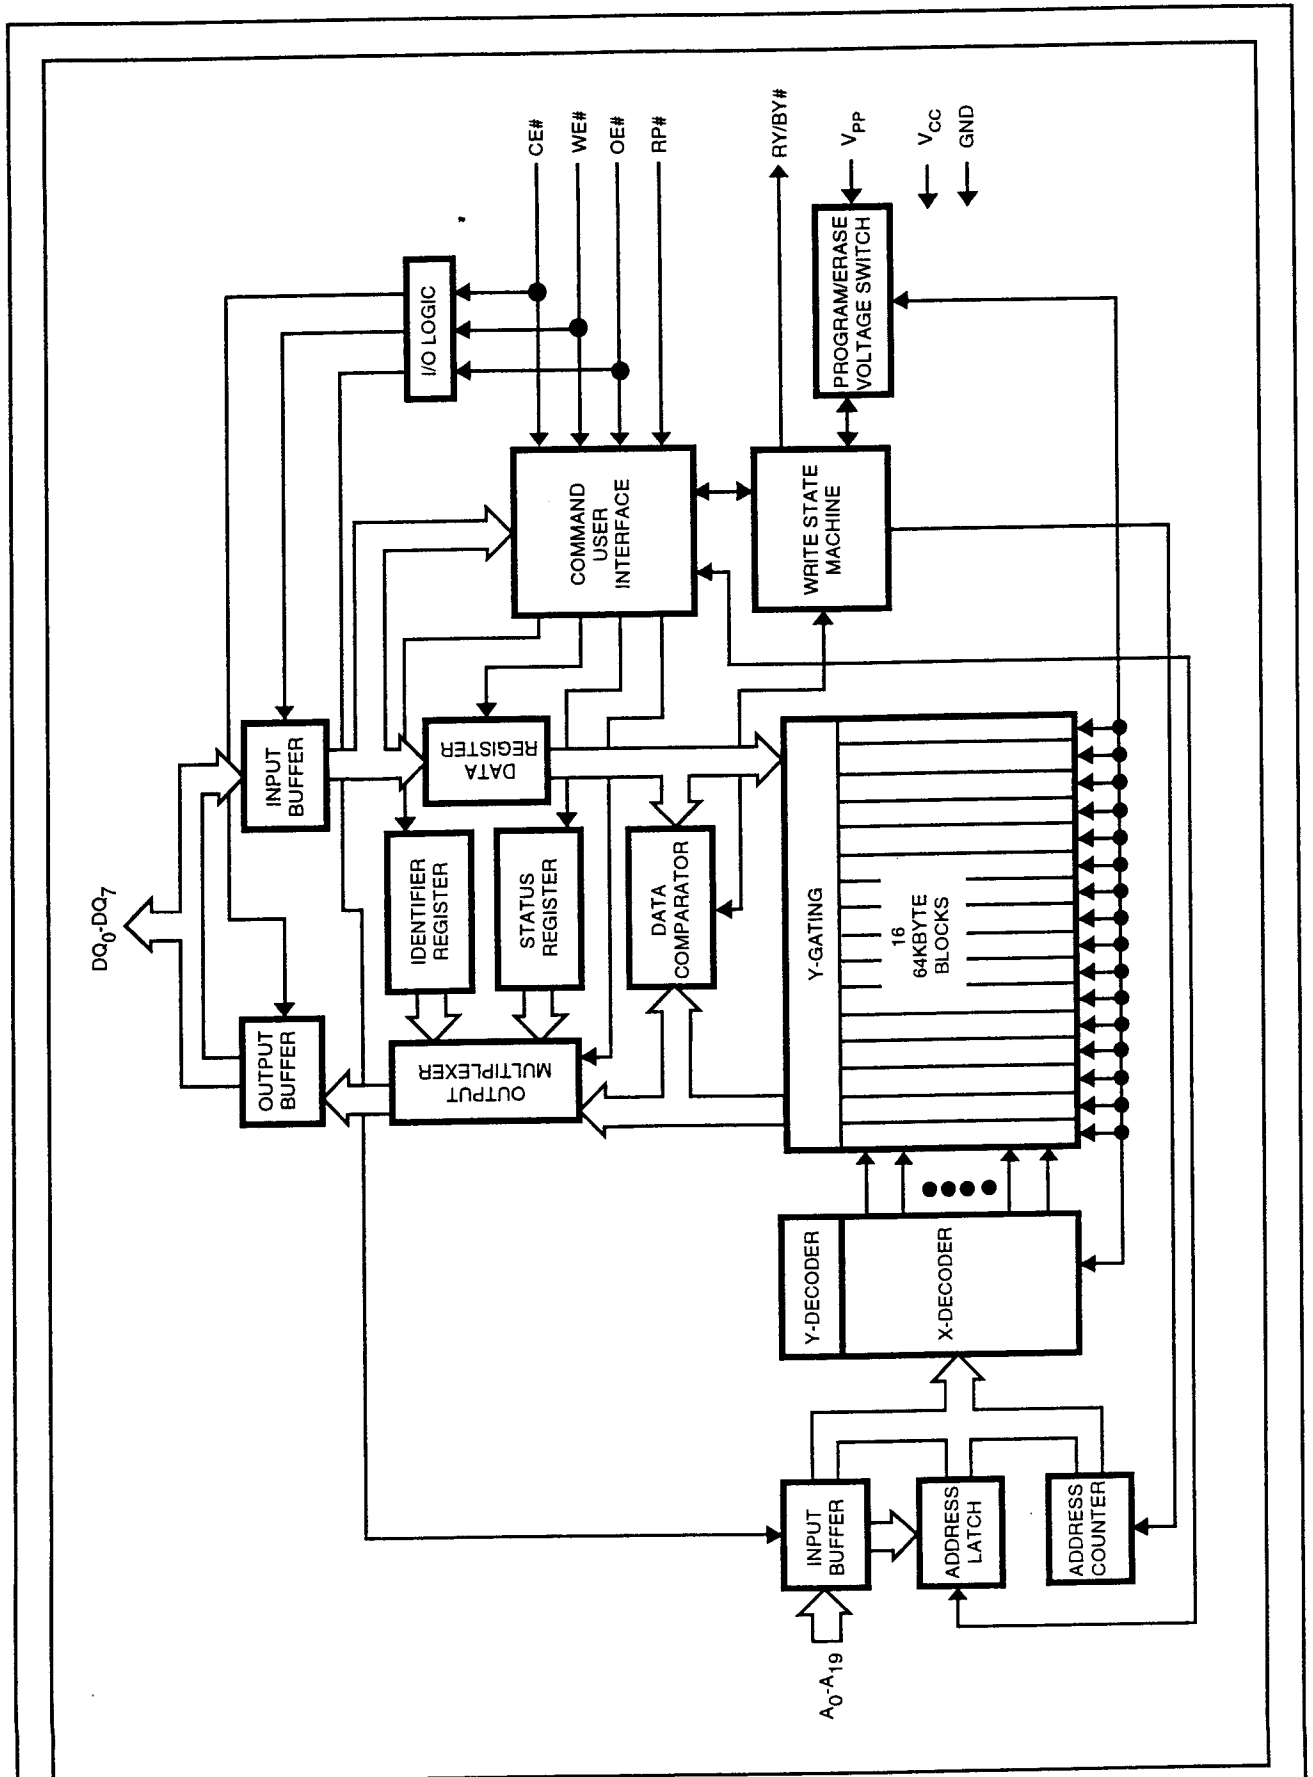 DQ0-DQ7
OUTPUT
BUFFER
INPUT
BUFFER
I/O LOGIC
CE#
WE#
OE#
RP#
OUTPUT
MULTIPLEXER
IDENTIFIER
REGISTER
STATUS
REGISTER
DATA
REGISTER
COMMAND
USER
INTERFACE
DATA
COMPARATOR
RY/BY#
WRITE STATE
MACHINE
PROGRAM/ERASE
VOLTAGE SWITCH
VPP
VCC
GND
A0-A19
INPUT
BUFFER
Y-DECODER
Y-GATING
ADDRESS
LATCH
X-DECODER
16
64KBYTE
BLOCKS
ADDRESS
COUNTER